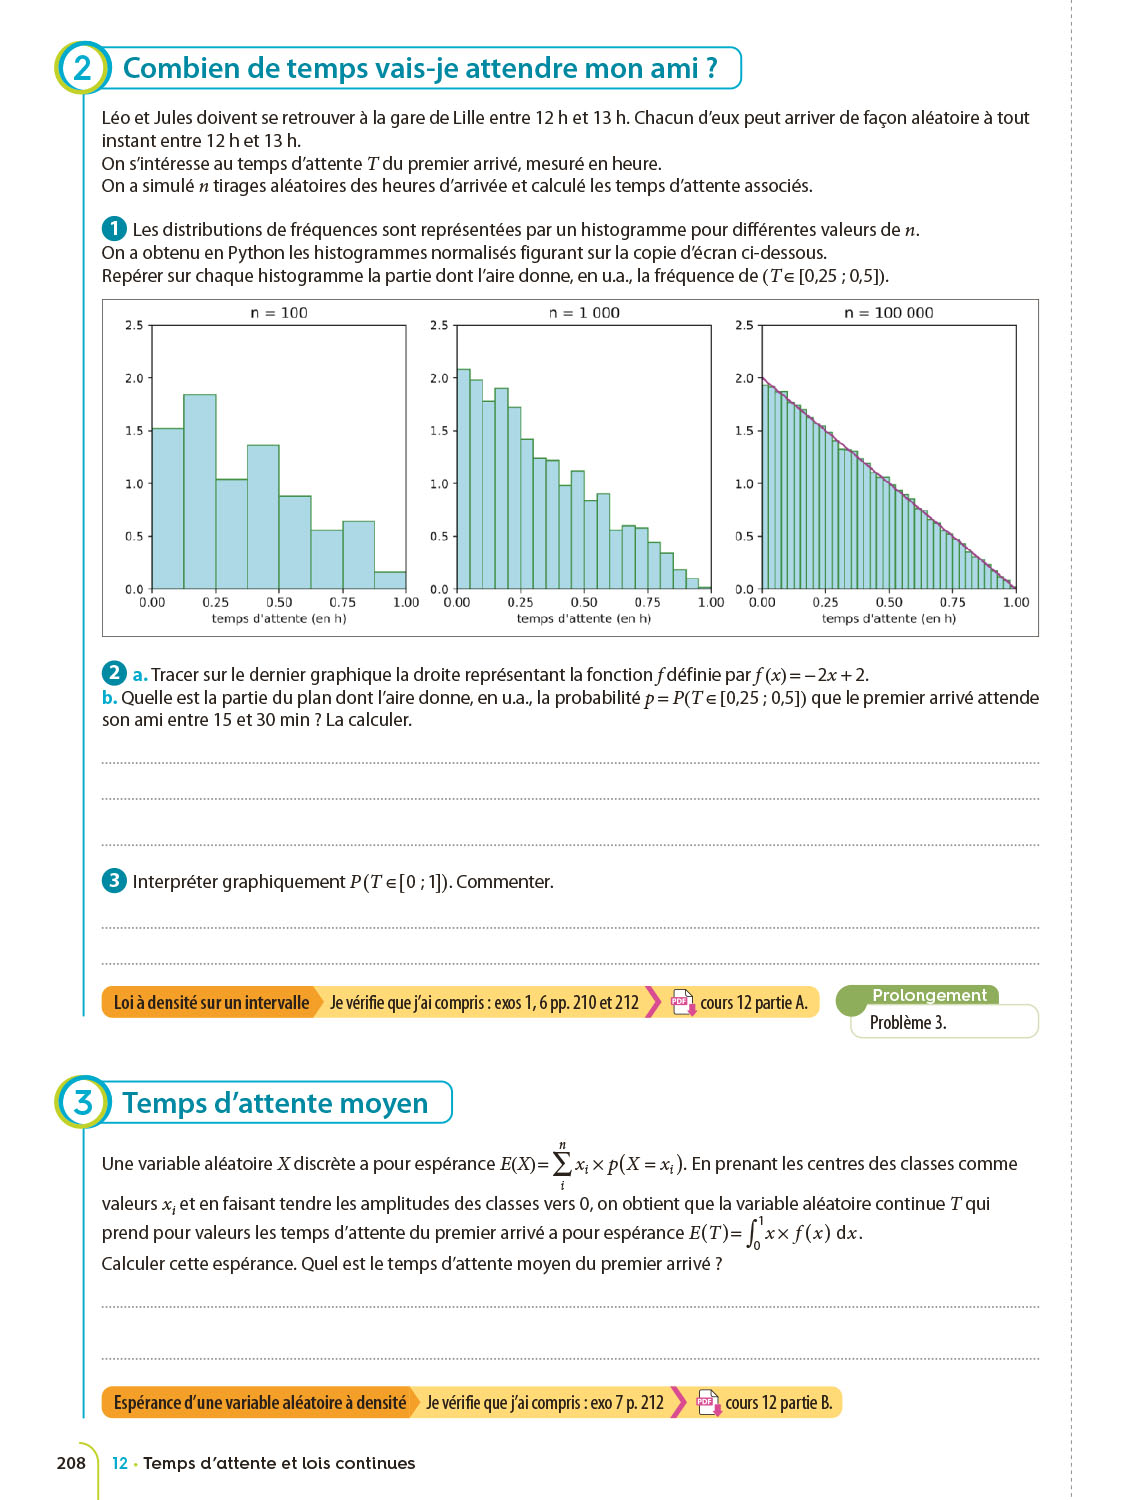 2 Combien de temps vais-je attendre mon ami ?
Léo et Jules doivent se retrouver à la gare de Lille entre 12 h et 13 h. Chacun d'eux peut arriver de façon aléatoire à tout
instant entre 12 h et 13 h.
On s'intéresse au temps d'attente T du premier arrivé, mesuré en heure.
On a simulé n tirages aléatoires des heures d'arrivée et calculé les temps d'attente associés.
1 Les distributions de fréquences sont représentées par un histogramme pour différentes valeurs de n.
On a obtenu en Python les histogrammes normalisés figurant sur la copie d'écran ci-dessous.
Repérer sur chaque histogramme la partie dont l'aire donne, en u.a., la fréquence de (T ∈ [0,25 ; 0,5]).
n = 100
2.5
2.0
1.5
1.0
0.5
0.0
0.00 0.25 0.50 0.75 1.00
temps d'attente (en h)
n = 1 000
2.5
2.0
1.5
1.0
0.5
0.0
0.00 0.25 0.50 0.75 1.00
temps d'attente (en h)
n = 100 000
2.5
2.0
1.5
1.0
0.5
0.0
0.00 0.25 0.50 0.75 1.00
temps d'attente (en h)
2 a. Tracer sur le dernier graphique la droite représentant la fonction f définie par f (x) = – 2x + 2.
b. Quelle est la partie du plan dont l'aire donne, en u.a., la probabilité p = P(T ∈ [0,25 ; 0,5]) que le premier arrivé attende
son ami entre 15 et 30 min ? La calculer.
3 Interpréter graphiquement P(T ∈ [0 ; 1]). Commenter.
Loi à densité sur un intervalle Je vérifie que j'ai compris : exos 1, 6 pp. 210 et 212 PDF cours 12 partie A.
Prolongement
Problème 3.
3 Temps d'attente moyen
Une variable aléatoire X discrète a pour espérance E(X)= ∑ᵢⁿ xᵢ × p(X = xᵢ). En prenant les centres des classes comme
valeurs xᵢ et en faisant tendre les amplitudes des classes vers 0, on obtient que la variable aléatoire continue T qui
prend pour valeurs les temps d'attente du premier arrivé a pour espérance E(T)= ∫₀¹ x × f(x) dx.
Calculer cette espérance. Quel est le temps d'attente moyen du premier arrivé ?
Espérance d'une variable aléatoire à densité Je vérifie que j'ai compris : exo 7 p. 212 PDF cours 12 partie B.
208 12 • Temps d'attente et lois continues